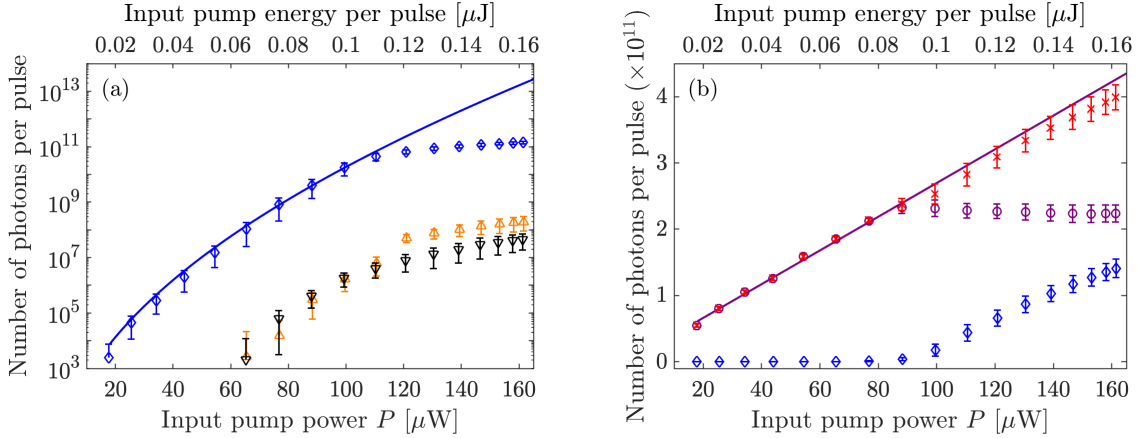 Input pump energy per pulse [μJ]
0.02 0.04 0.06 0.08 0.1 0.12 0.14 0.16
Number of photons per pulse
10^13
10^11
10^9
10^7
10^5
10^3
(a)
20 40 60 80 100 120 140 160
Input pump power P [μW]
Input pump energy per pulse [μJ]
0.02 0.04 0.06 0.08 0.1 0.12 0.14 0.16
Number of photons per pulse (×10^11)
4
3
2
1
0
(b)
20 40 60 80 100 120 140 160
Input pump power P [μW]